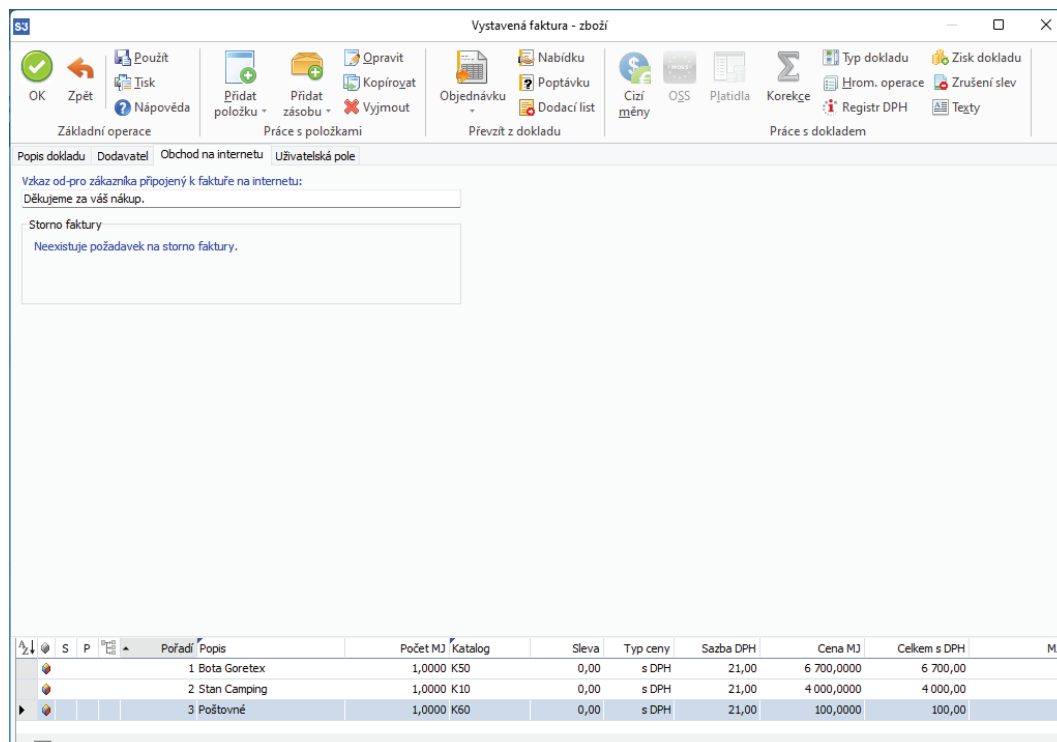 S3 Vystavená faktura - zboží
OK
Zpět
Použít
Tisk
Nápověda
Základní operace
Přidat
položku
Přidat
zásobu
Opravit
Kopírovat
Vyjmout
Práce s položkami
Objednávku
Nabídku
Poptávku
Dodací list
Převzít z dokladu
Cizí
měny
OSS
Platidla
Korekce
Typ dokladu
Hrom. operace
Registr DPH
Zisk dokladu
Zrušení slev
Texty
Práce s dokladem
Popis dokladu Dodavatel Obchod na internetu Uživatelská pole
Vzkaz od-pro zákazníka připojený k faktuře na internetu:
Děkujeme za váš nákup.
Storno faktury
Neexistuje požadavek na storno faktury.
S P Pořadí Popis Počet MJ Katalog Sleva Typ ceny Sazba DPH Cena MJ Celkem s DPH
1 Bota Goretex 1,0000 K50 0,00 s DPH 21,00 6 700,0000 6 700,00
2 Stan Camping 1,0000 K10 0,00 s DPH 21,00 4 000,0000 4 000,00
3 Poštovné 1,0000 K60 0,00 s DPH 21,00 100,0000 100,00